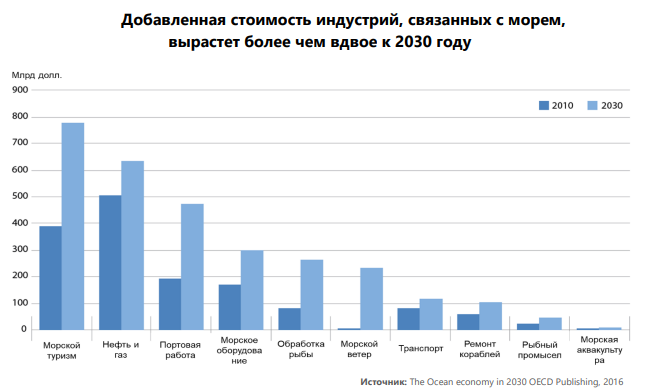 Добавленная стоимость индустрий, связанных с морем,
вырастет более чем вдвое к 2030 году
Млрд долл.
900
2010
2030
800
700
600
500
400
300
200
100
0
Морской
туризм
Нефть и
газ
Портовая
работа
Морское
оборудова
ние
Обработка
рыбы
Морской
ветер
Транспорт
Ремонт
кораблей
Рыбный
промысел
Морская
аквакульту
ра
Источник: The Ocean economy in 2030 OECD Publishing, 2016